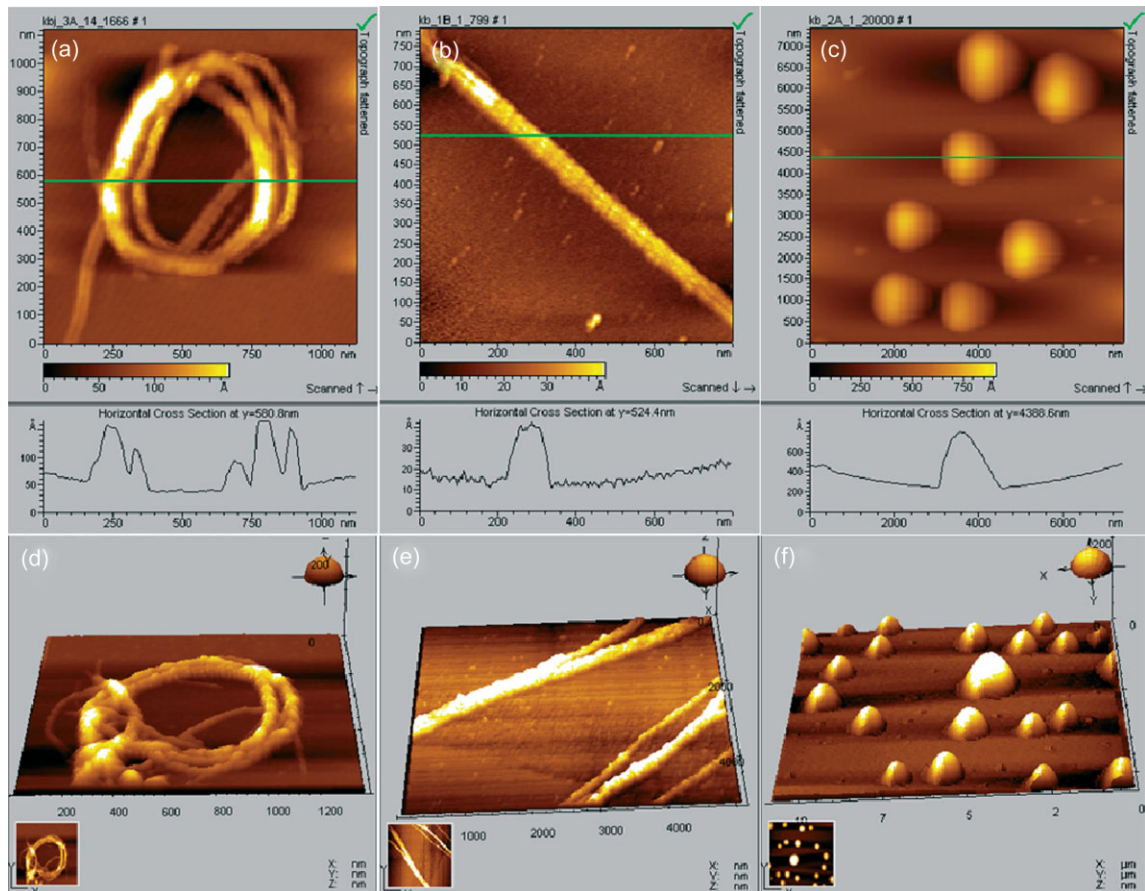 kbj_3A_14_1666 # 1
(a)
nm
1000
900
800
700
600
500
400
300
200
100
0
0 250 500 750 1000 nm
Topograph flattened
0 50 100 Å
Scanned ↑ →
Horizontal Cross Section at y=580.8nm
Å
100
50
0
0 250 500 750 1000 nm
kb_1B_1_799 # 1
(b)
nm
750
700
650
600
550
500
450
400
350
300
250
200
150
100
50
0
0 200 400 600 nm
Topograph flattened
0 10 20 30 Å
Scanned ↓ →
Horizontal Cross Section at y=524.4nm
Å
30
20
10
0
0 200 400 600 nm
kb_2A_1_20000 # 1
(c)
nm
7000
6500
6000
5500
5000
4500
4000
3500
3000
2500
2000
1500
1000
500
0
0 2000 4000 6000 nm
Topograph flattened
0 250 500 750 Å
Scanned ↑ →
Horizontal Cross Section at y=4388.6nm
Å
600
400
200
0 2000 4000 6000 nm
(d)
200
0
200 400 600 800 1000 1200
X: nm
Y: nm
Z: nm
(e)
Z
X
Y
0
2000
4000
1000 2000 3000 4000
X: nm
Y: nm
Z: nm
(f)
200
X
Y
0
0
10 7 5 2 0
X: µm
Y: µm
Z: nm